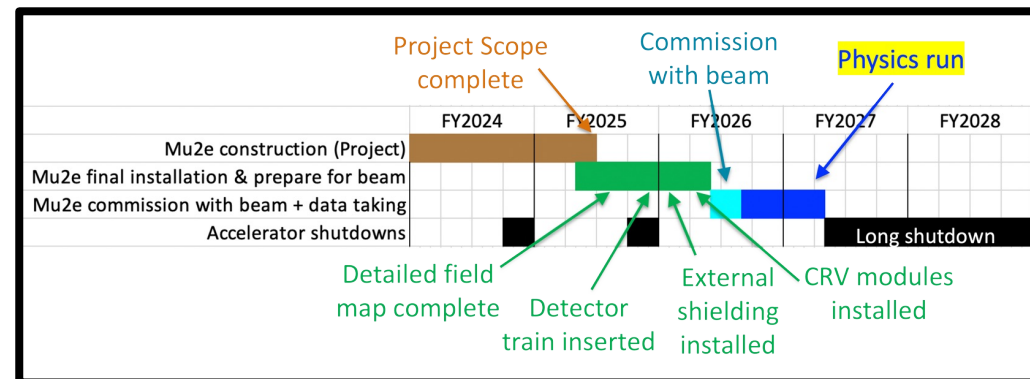 Project Scope
complete
Commission
with beam
Physics run
FY2024 FY2025 FY2026 FY2027 FY2028
Mu2e construction (Project)
Mu2e final installation & prepare for beam
Mu2e commission with beam + data taking
Accelerator shutdowns
Long shutdown
Detailed field
map complete
Detector
train inserted
External
shielding
installed
CRV modules
installed